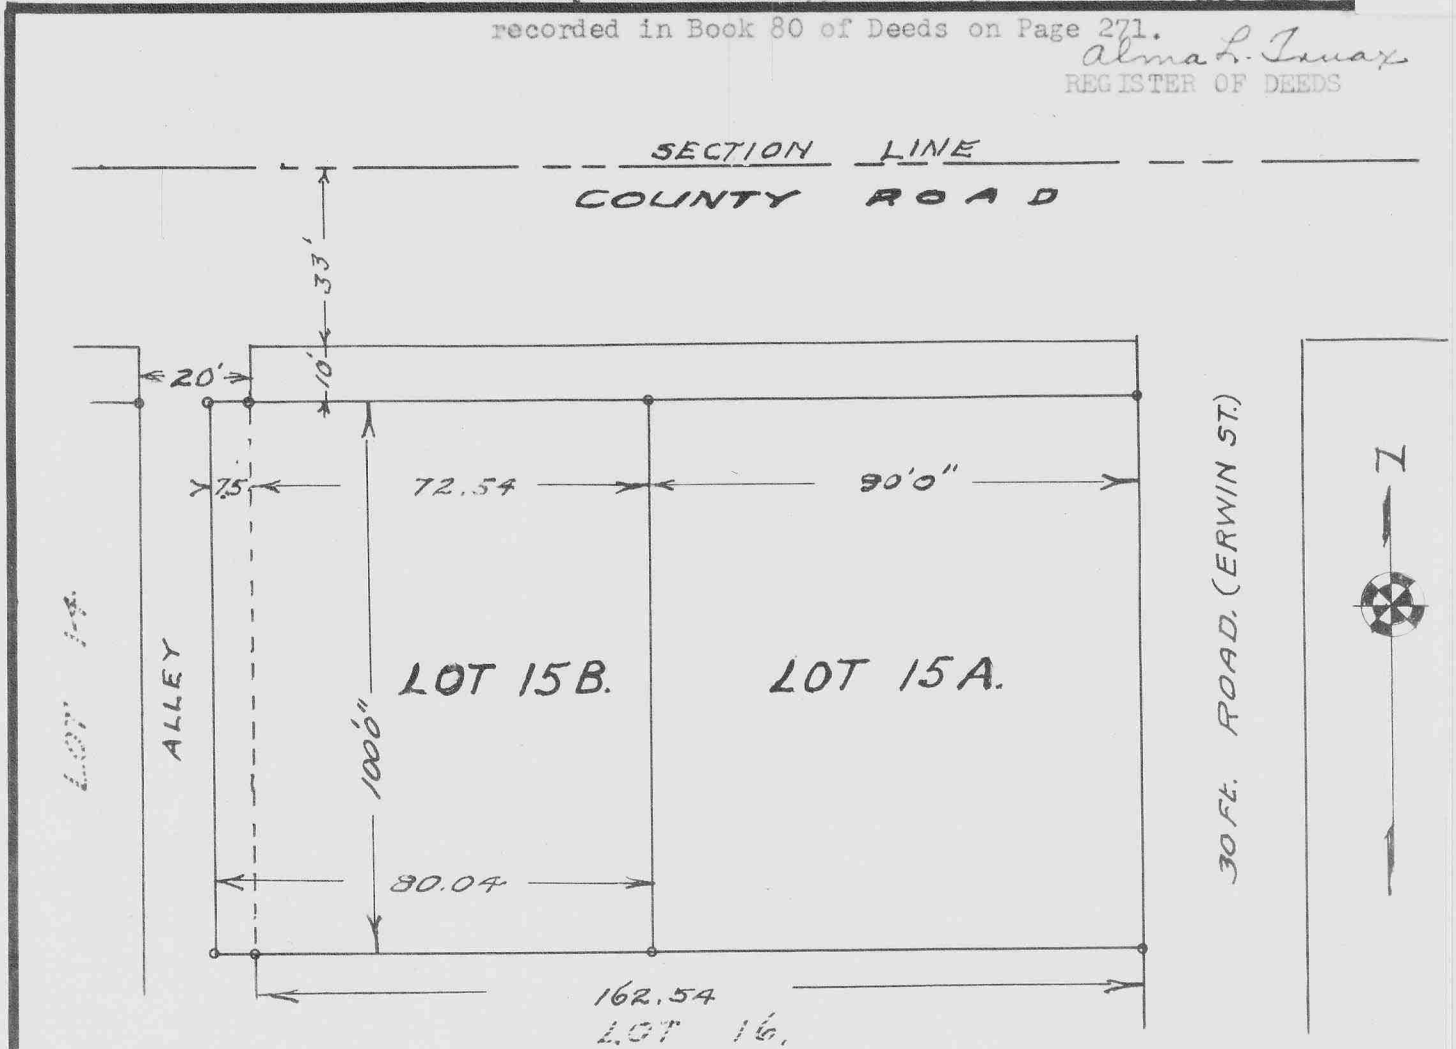 recorded in Book 80 of Deeds on Page 271.
Alma L. Truax
REGISTER OF DEEDS
SECTION LINE
COUNTY ROAD
33'
10'
20'
7.5
72.54
90'0"
LOT 14.
ALLEY
100'0"
LOT 15B.
LOT 15A.
30 Ft. ROAD. (ERWIN ST.)
N
80.04
162.54
LOT 16.